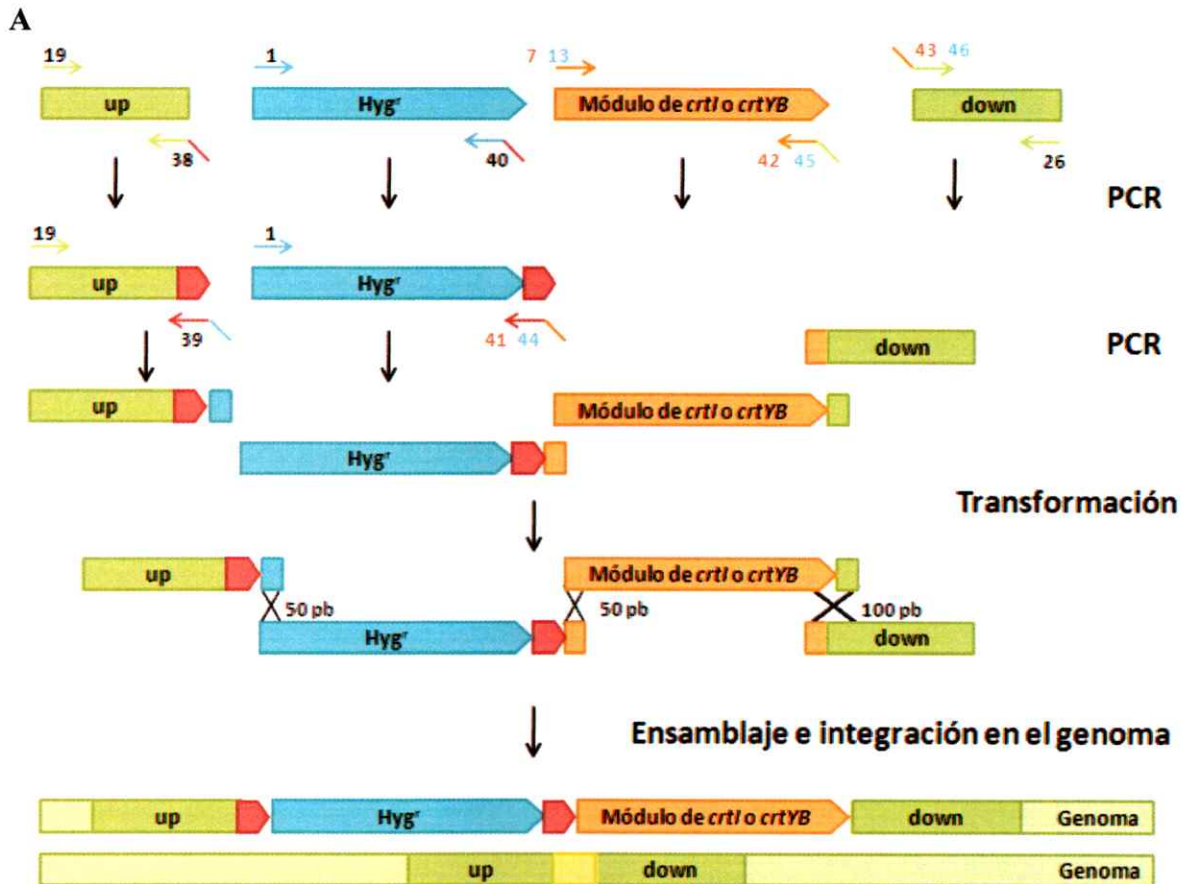 A
19 1 7 13 43 46
up Hygʳ Módulo de crtI o crtYB down
38 40 42 45 26
PCR
19 1
up Hygʳ
39 41 44
down PCR
up Módulo de crtI o crtYB
Hygʳ
Transformación
up Módulo de crtI o crtYB
50 pb 50 pb 100 pb
Hygʳ down
Ensamblaje e integración en el genoma
up Hygʳ Módulo de crtI o crtYB down Genoma
up down Genoma